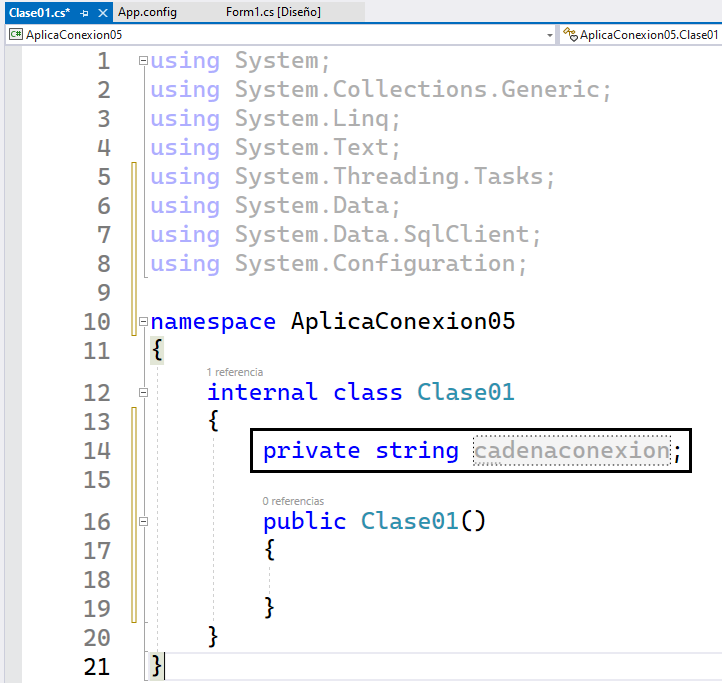 Clase01.cs*
App.config
Form1.cs [Diseño]
C# AplicaConexion05
AplicaConexion05.Clase01
1 using System;
2 using System.Collections.Generic;
3 using System.Linq;
4 using System.Text;
5 using System.Threading.Tasks;
6 using System.Data;
7 using System.Data.SqlClient;
8 using System.Configuration;
9
10 namespace AplicaConexion05
11 {
1 referencia
12 internal class Clase01
13 {
14 private string cadenaconexion;
15
0 referencias
16 public Clase01()
17 {
18
19 }
20 }
21 }